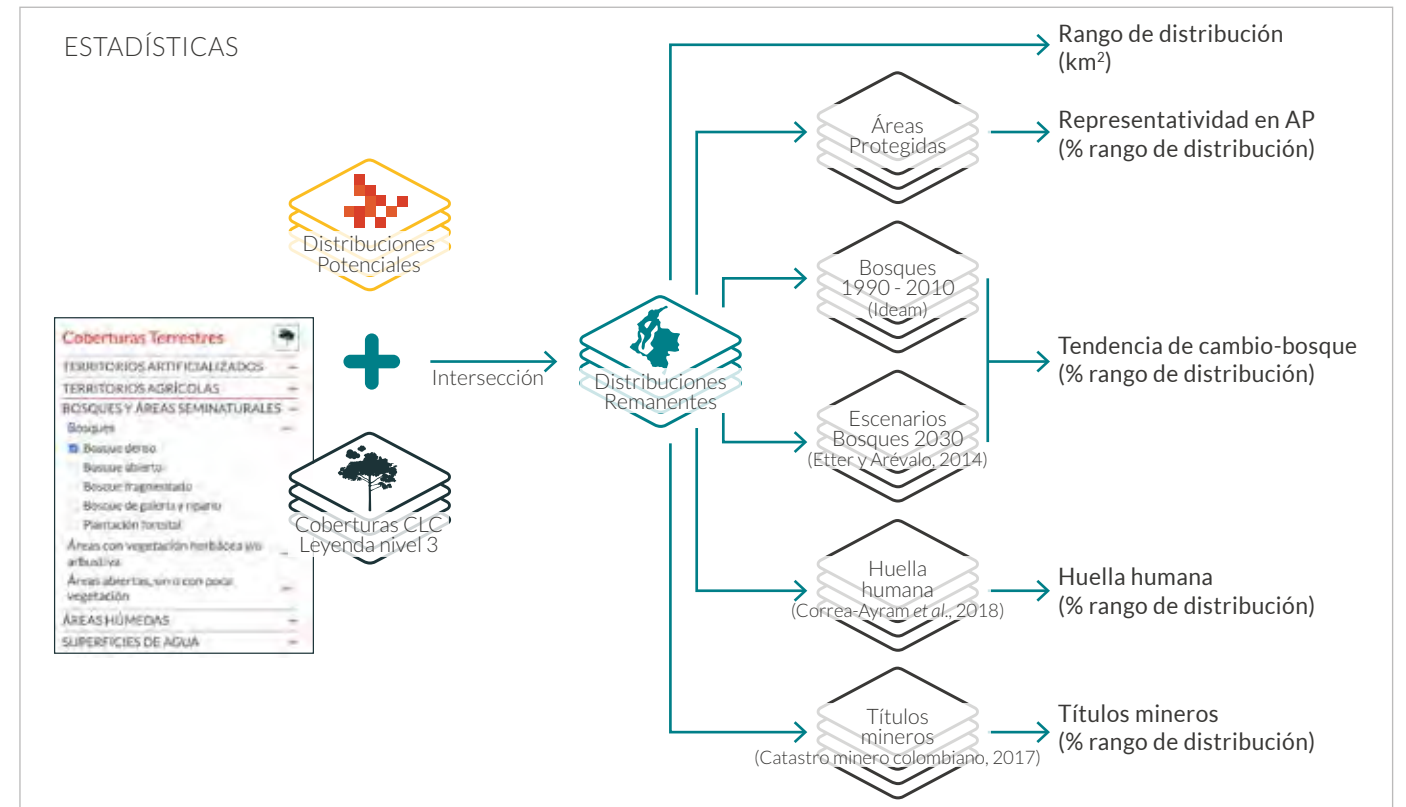 ESTADÍSTICAS
Rango de distribución
(km²)
Áreas
Protegidas
Representatividad en AP
(% rango de distribución)
Distribuciones
Potenciales
Bosques
1990 - 2010
(Ideam)
Coberturas Terrestres
TERRITORIOS ARTIFICIALIZADOS
TERRITORIOS AGRÍCOLAS
BOSQUES Y ÁREAS SEMINATURALES
Bosques
Bosque denso
Bosque abierto
Bosque fragmentado
Bosque de galería y ripario
Plantación forestal
Áreas con vegetación herbácea y/o
arbustiva
Áreas abiertas, sin o con poca
vegetación
ÁREAS HÚMEDAS
SUPERFICIES DE AGUA
Intersección
Distribuciones
Remanentes
Tendencia de cambio-bosque
(% rango de distribución)
Escenarios
Bosques 2030
(Etter y Arévalo, 2014)
Coberturas CLC
Leyenda nivel 3
Huella
humana
(Correa-Ayram et al., 2018)
Huella humana
(% rango de distribución)
Títulos
mineros
(Catastro minero colombiano, 2017)
Títulos mineros
(% rango de distribución)